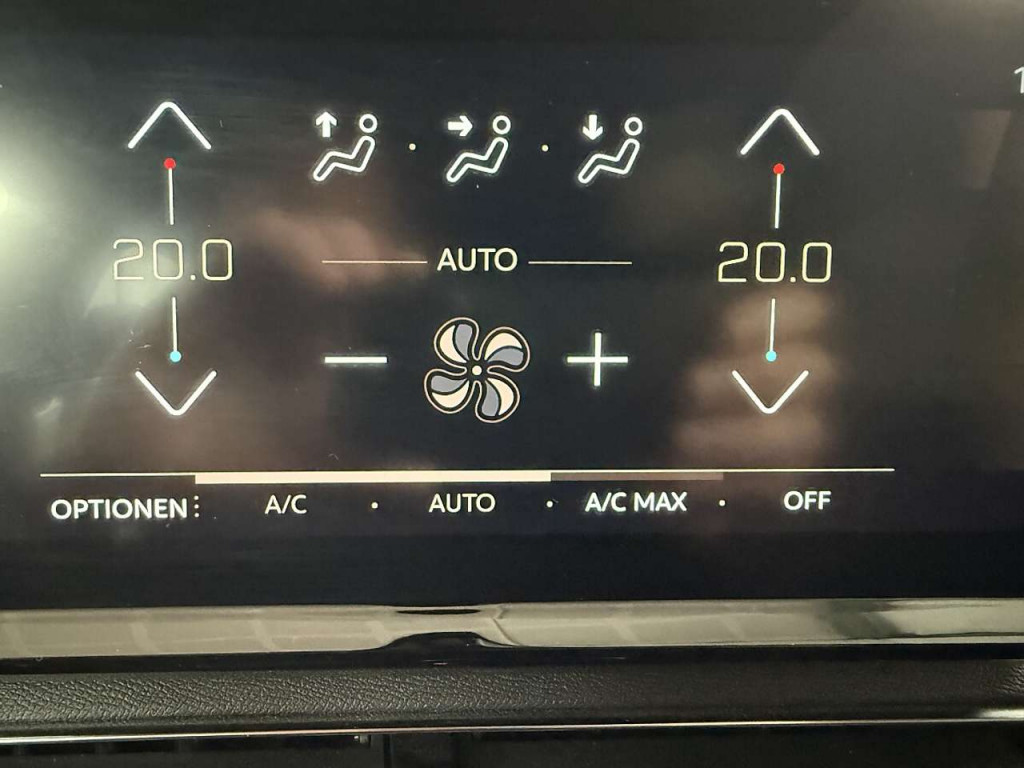 20.0
AUTO
20.0
OPTIONEN A/C AUTO A/C MAX OFF